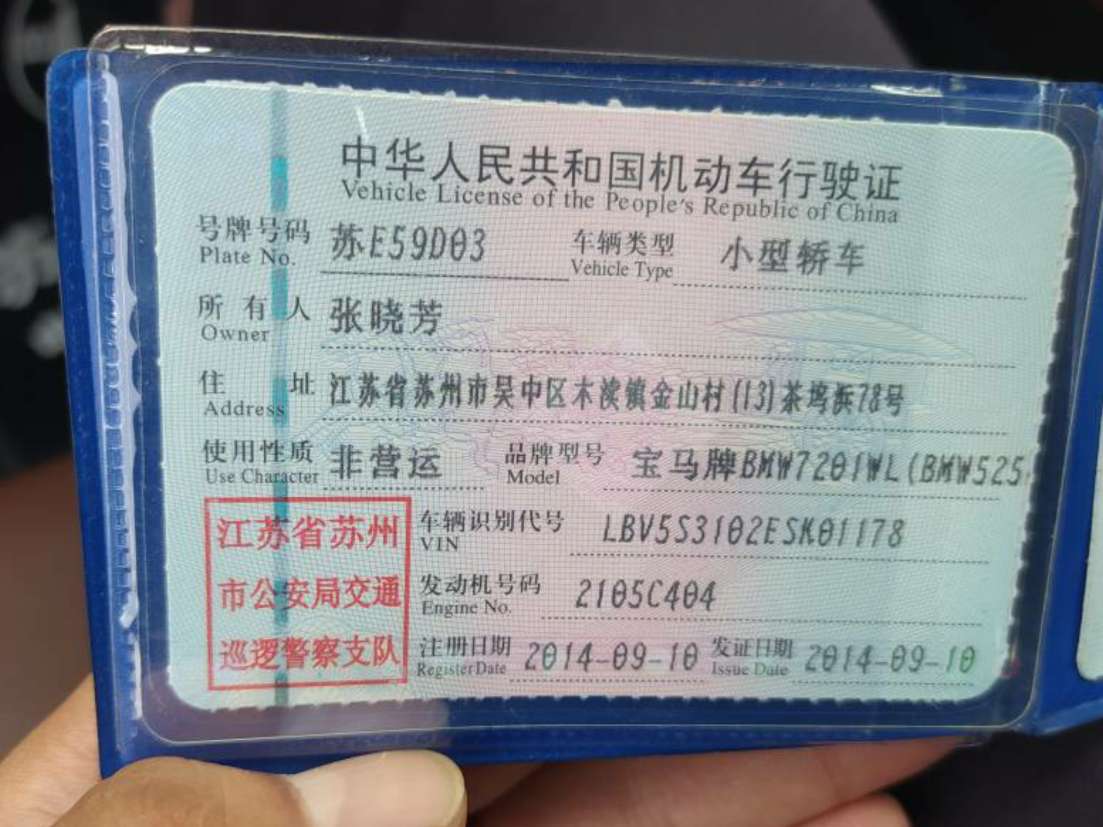 中华人民共和国机动车行驶证
Vehicle License of the People's Republic of China
号牌号码 苏E59D03 车辆类型 小型轿车
Plate No. Vehicle Type
所有人 张晓芳
Owner
住址 江苏省苏州市吴中区木渎镇金山村(13)茶坞浜78号
Address
使用性质 非营运 品牌型号 宝马牌BMW7201WL(BMW525
Use Character Model
江苏省苏州
市公安局交通
巡逻警察支队
车辆识别代号 LBV5S3102ESK01178
VIN
发动机号码 2105C404
Engine No.
注册日期 2014-09-10 发证日期 2014-09-10
Register Date Issue Date